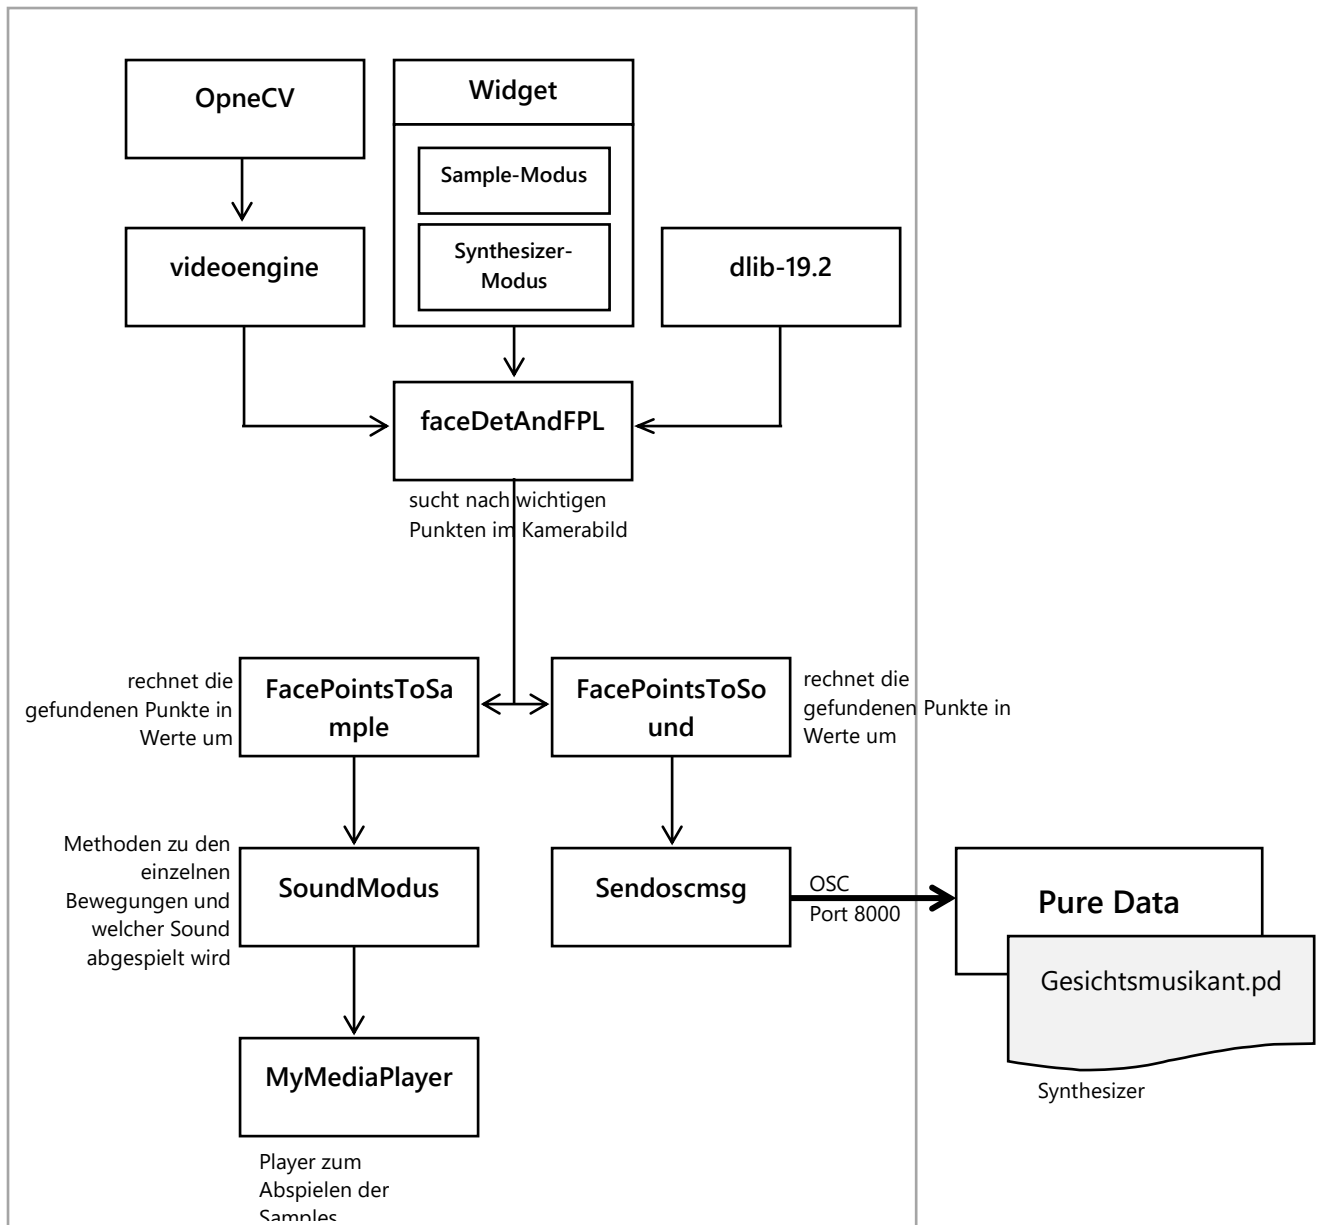 OpneCV
Widget
Sample-Modus
Synthesizer-
Modus
videoengine
dlib-19.2
faceDetAndFPL
sucht nach wichtigen
Punkten im Kamerabild
rechnet die
gefundenen Punkte in
Werte um
FacePointsToSa
mple
FacePointsToSo
und
rechnet die
gefundenen Punkte in
Werte um
Methoden zu den
einzelnen
Bewegungen und
welcher Sound
abgespielt wird
SoundModus
Sendoscmsg
OSC
Port 8000
Pure Data
Gesichtsmusikant.pd
Synthesizer
MyMediaPlayer
Player zum
Abspielen der
Samples